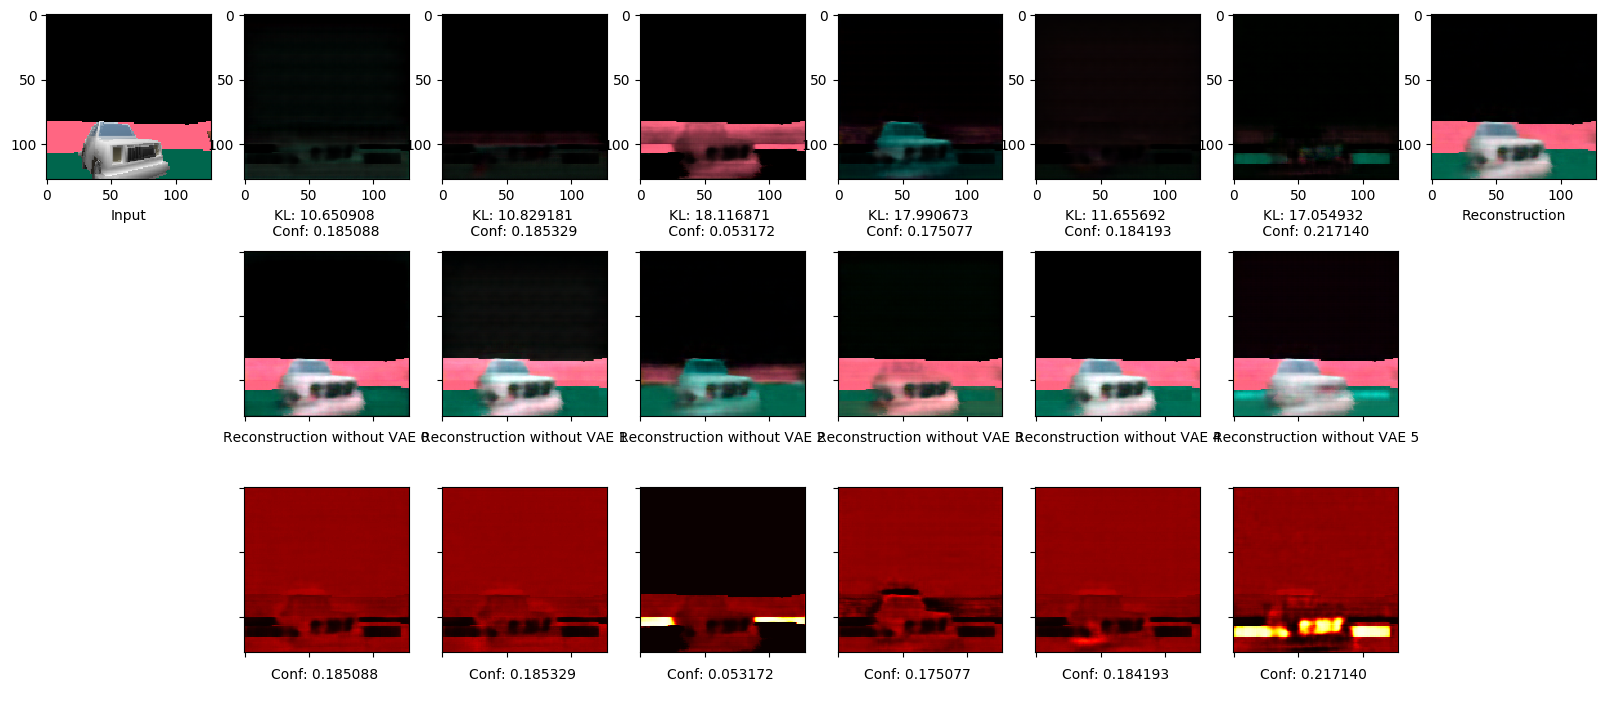 0
50
100
0 50 100
Input
0
50
100
0 50 100
KL: 10.650908
Conf: 0.185088
0
50
100
0 50 100
KL: 10.829181
Conf: 0.185329
0
50
100
0 50 100
KL: 18.116871
Conf: 0.053172
0
50
100
0 50 100
KL: 17.990673
Conf: 0.175077
0
50
100
0 50 100
KL: 11.655692
Conf: 0.184193
0
50
100
0 50 100
KL: 17.054932
Conf: 0.217140
0
50
100
0 50 100
Reconstruction
Reconstruction without VAE 0
Reconstruction without VAE 1
Reconstruction without VAE 2
Reconstruction without VAE 3
Reconstruction without VAE 4
Reconstruction without VAE 5
Conf: 0.185088
Conf: 0.185329
Conf: 0.053172
Conf: 0.175077
Conf: 0.184193
Conf: 0.217140